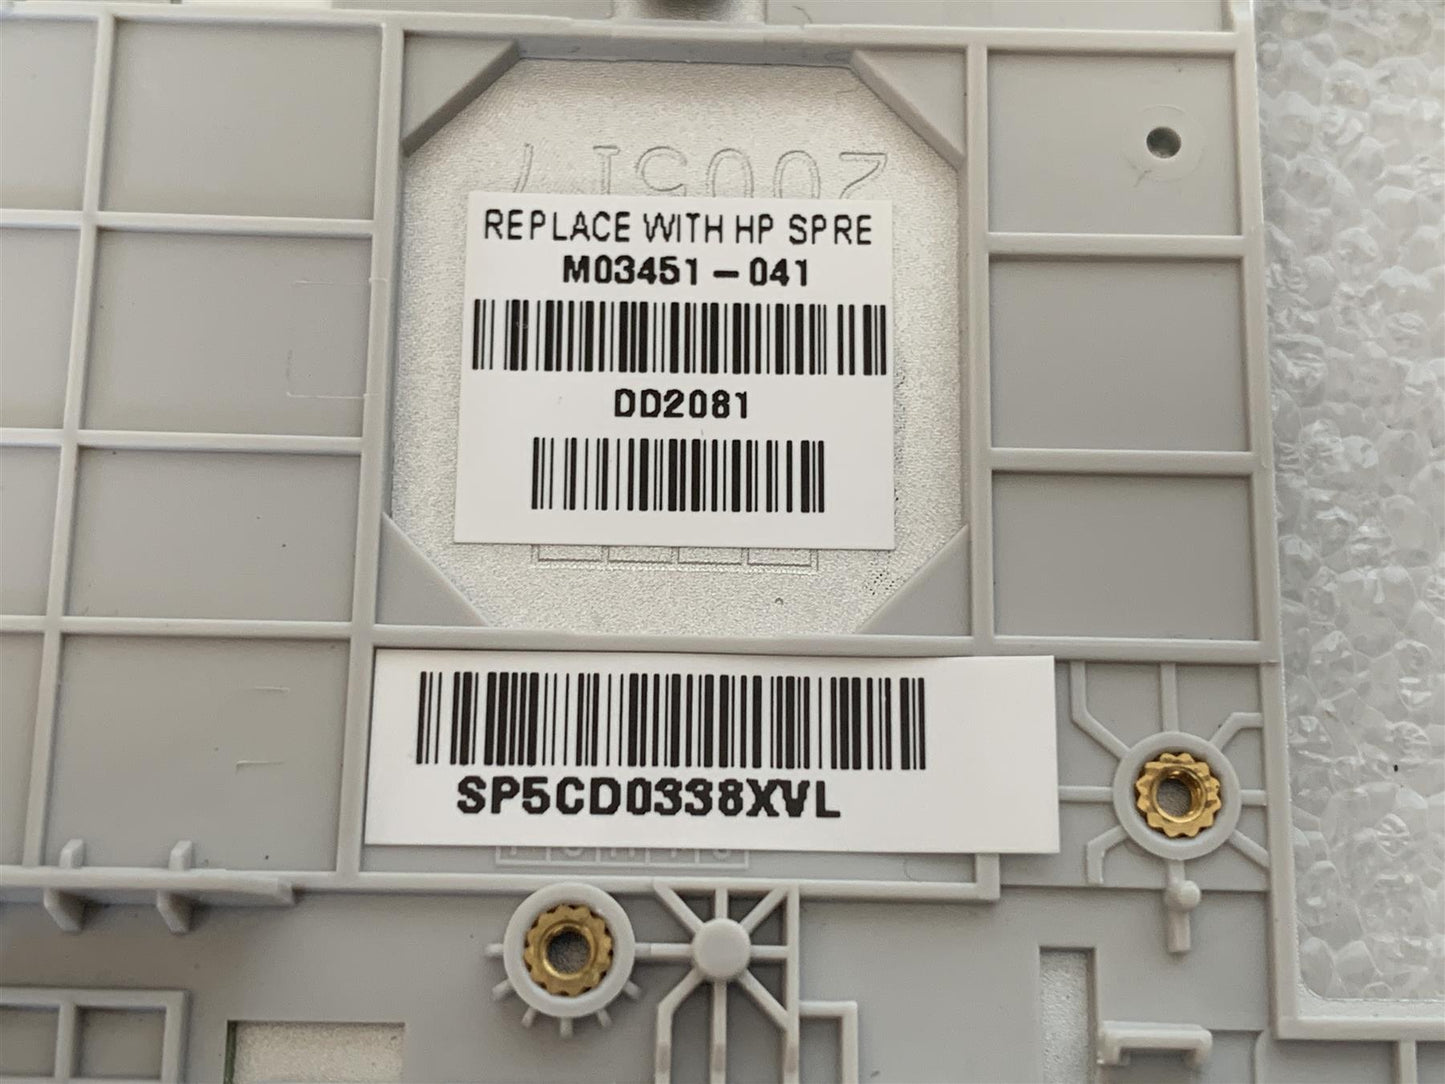 REPLACE WITH HP SPRE
M03451-041
DD2081
SP5CD0338XVL